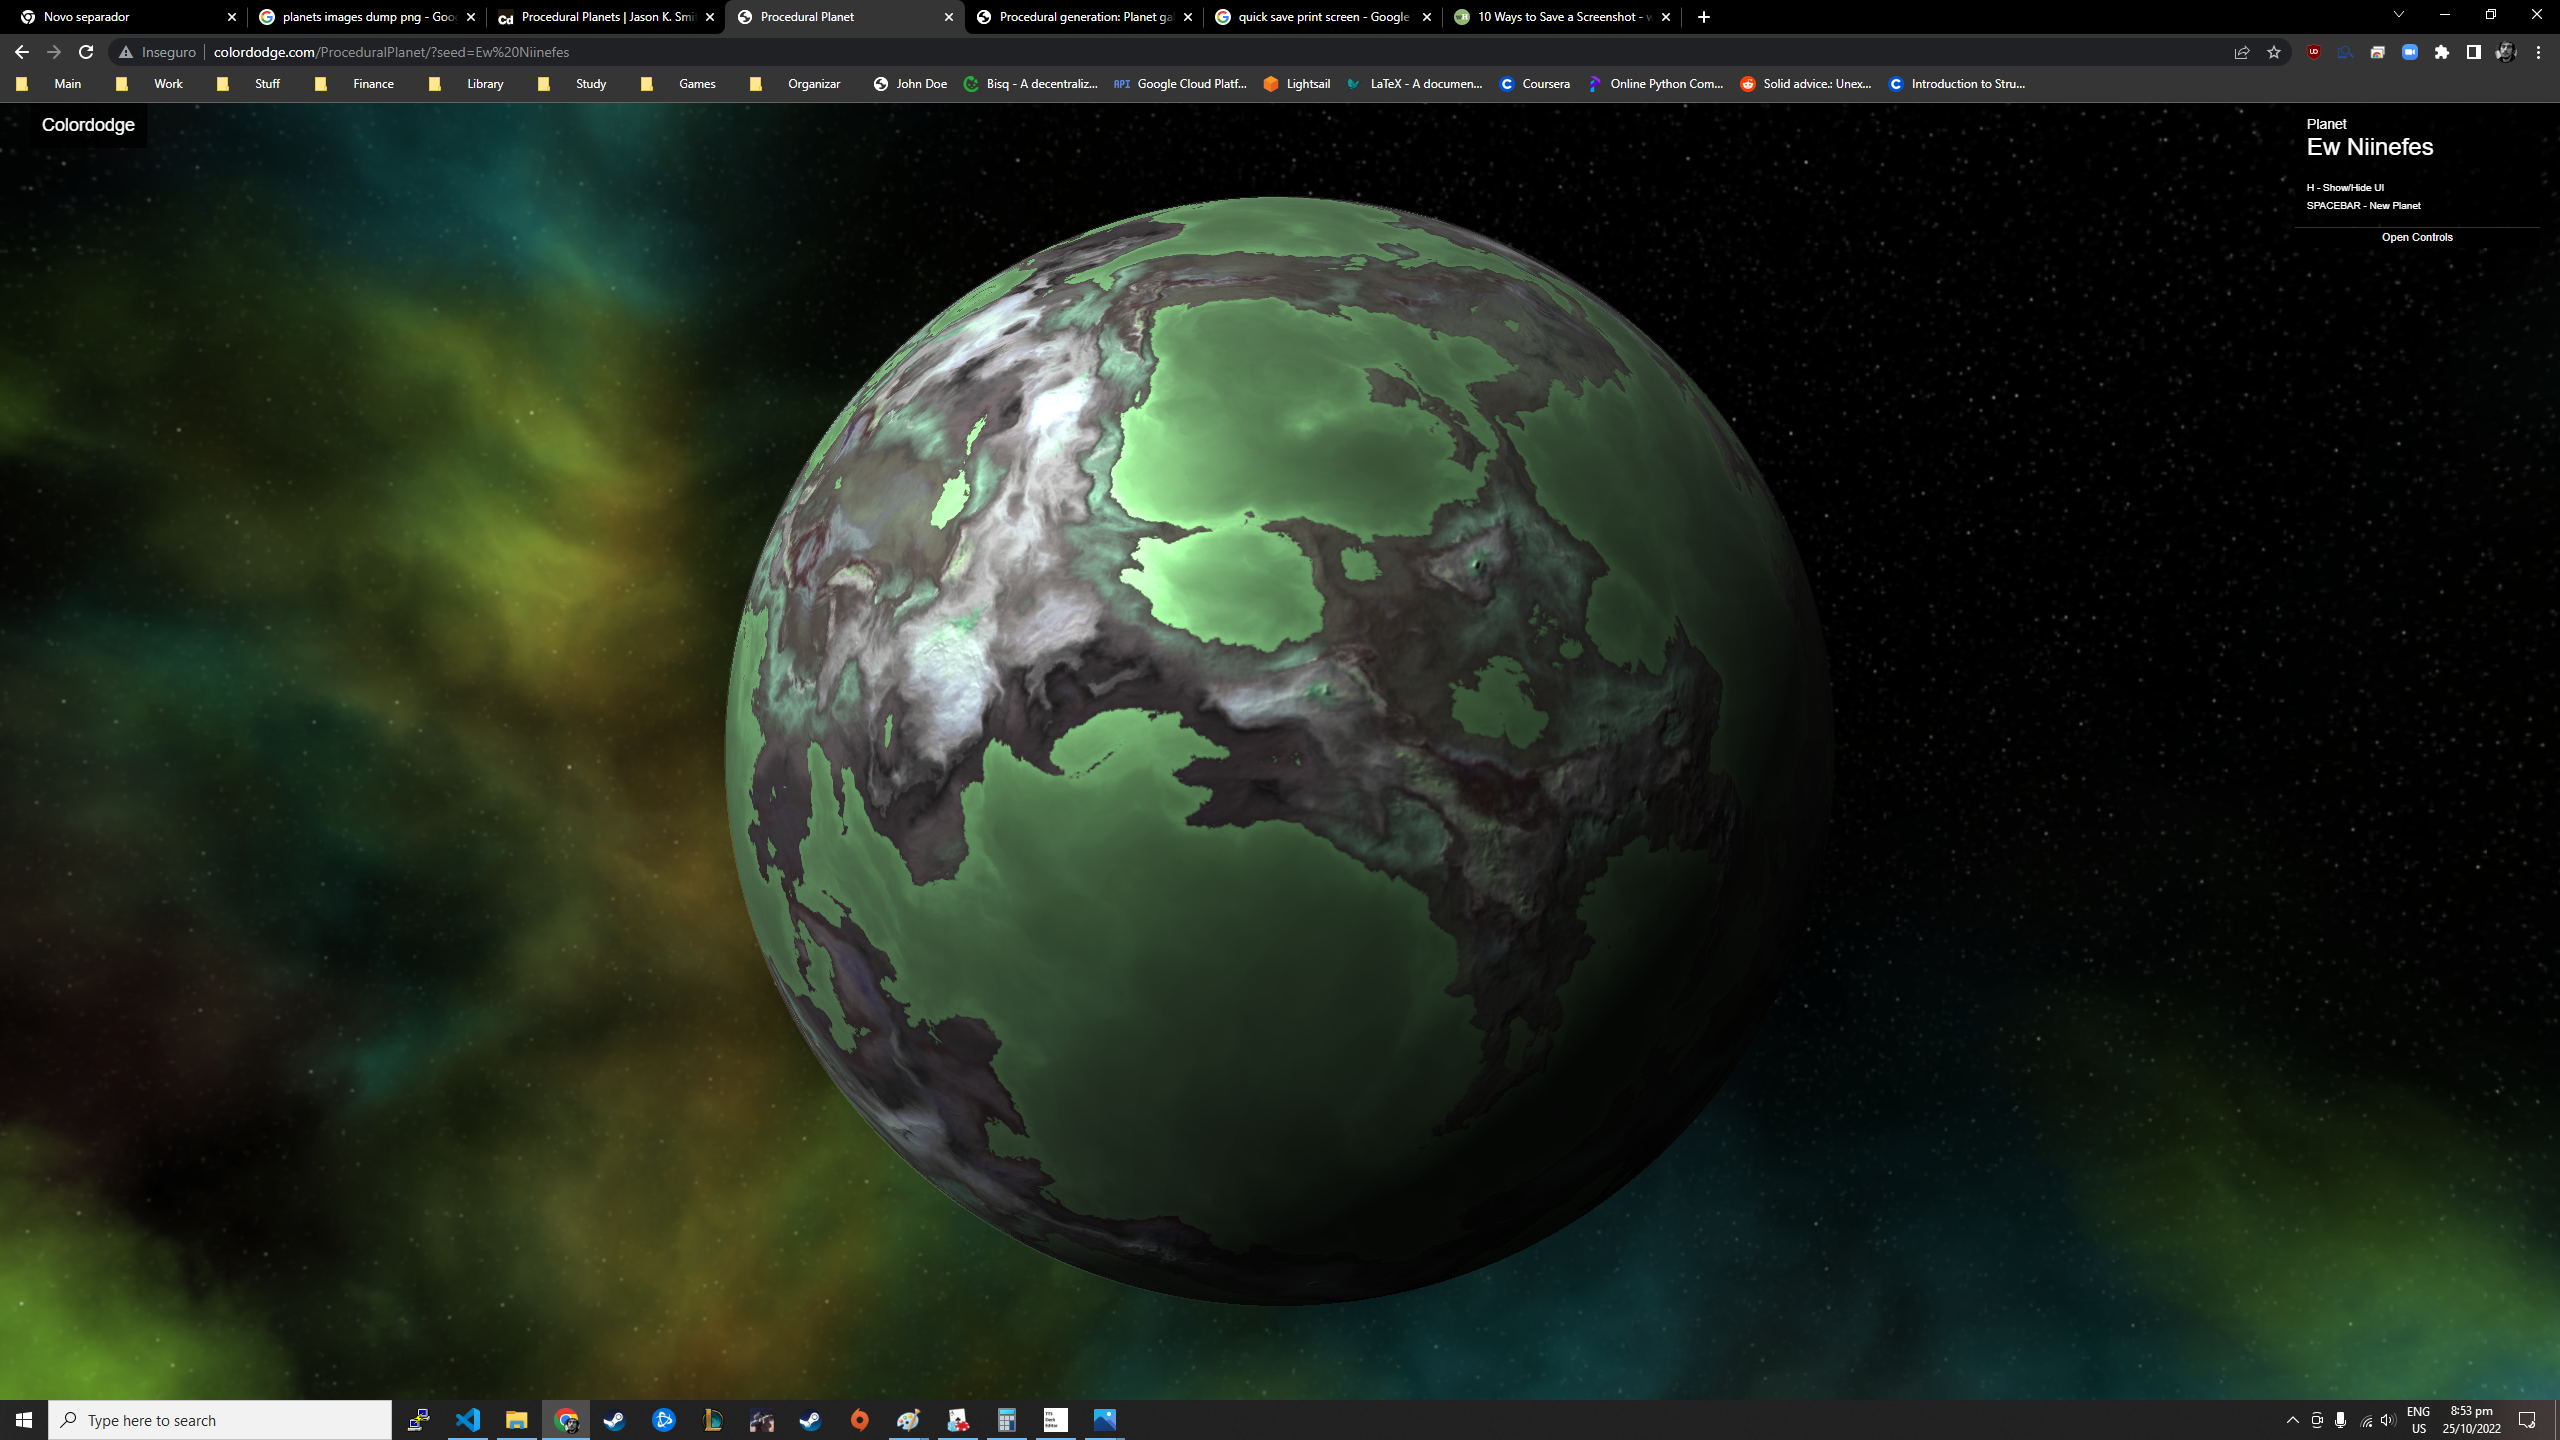 Novo separador
planets images dump png - Goo
Procedural Planets | Jason K. Smi
Procedural Planet
Procedural generation: Planet ga
quick save print screen - Google
10 Ways to Save a Screenshot - w
Inseguro
colordodge.com/ProceduralPlanet/?seed=Ew%20Niinefes
Main
Work
Stuff
Finance
Library
Study
Games
Organizar
John Doe
Bisq - A decentraliz...
API
Google Cloud Platf...
Lightsail
LaTeX - A documen...
Coursera
Online Python Com...
Solid advice.: Unex...
Introduction to Stru...
Colordodge
Planet
Ew Niinefes
H - Show/Hide UI
SPACEBAR - New Planet
Open Controls
Type here to search
TTS
Deck
Editor
ENG
US
8:53 pm
25/10/2022